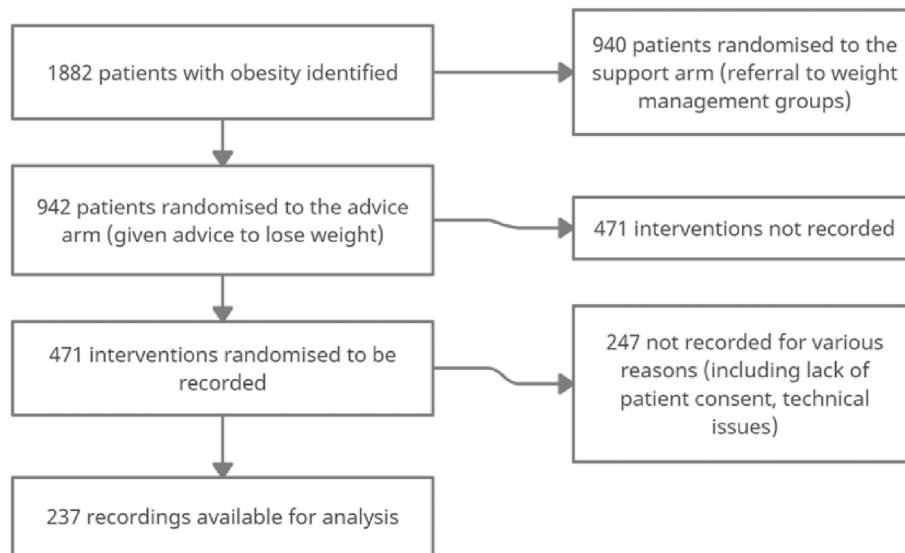 1882 patients with obesity identified
940 patients randomised to the
support arm (referral to weight
management groups)
942 patients randomised to the advice
arm (given advice to lose weight)
471 interventions not recorded
471 interventions randomised to be
recorded
247 not recorded for various
reasons (including lack of
patient consent, technical
issues)
237 recordings available for analysis